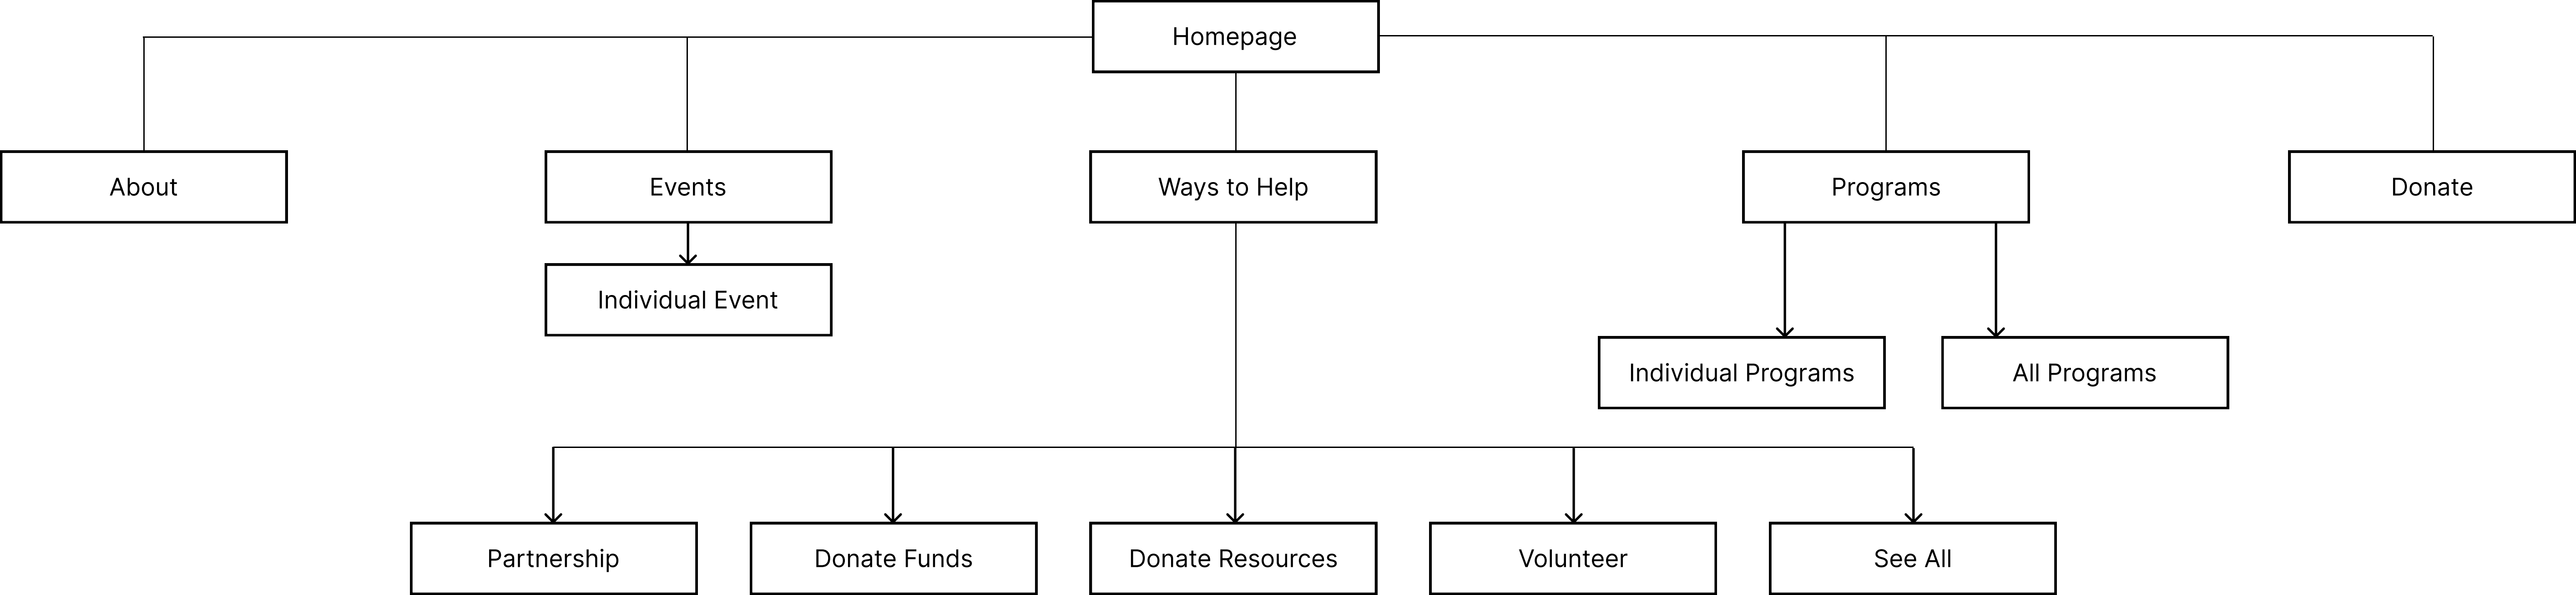 Homepage
About
Events
Ways to Help
Programs
Donate
Individual Event
Individual Programs
All Programs
Partnership
Donate Funds
Donate Resources
Volunteer
See All